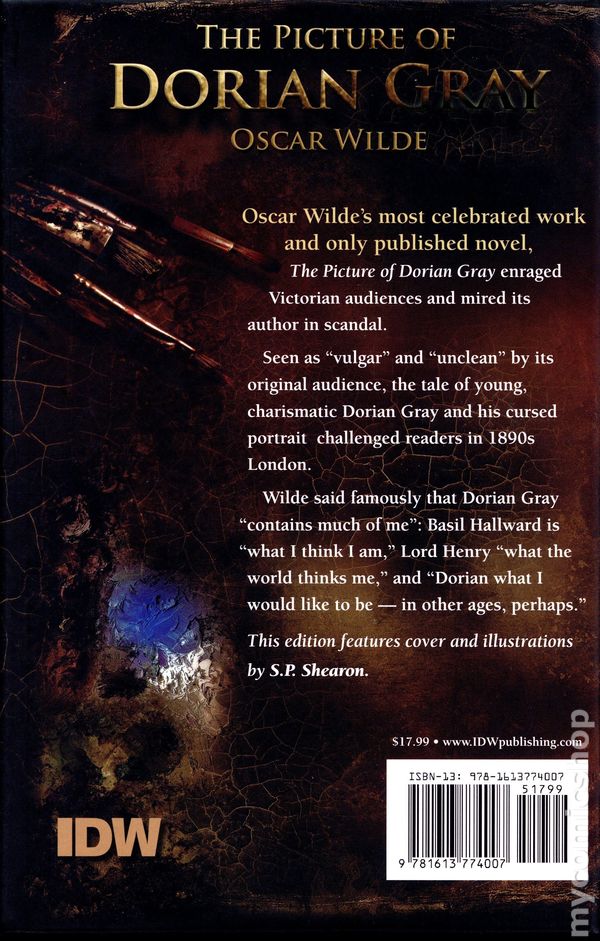 THE PICTURE OF
DORIAN GRAY
OSCAR WILDE
Oscar Wilde's most celebrated work
and only published novel,
The Picture of Dorian Gray enraged
Victorian audiences and mired its
author in scandal.
Seen as “vulgar” and “unclean” by its
original audience, the tale of young,
charismatic Dorian Gray and his cursed
portrait challenged readers in 1890s
London.
Wilde said famously that Dorian Gray
“contains much of me”: Basil Hallward is
“what I think I am,” Lord Henry “what the
world thinks me,” and “Dorian what I
would like to be — in other ages, perhaps.”
This edition features cover and illustrations
by S.P. Shearon.
$17.99 • www.IDWpublishing.com
ISBN-13: 978-1613774007
51799
9 781613 774007
IDW
mycomicshop